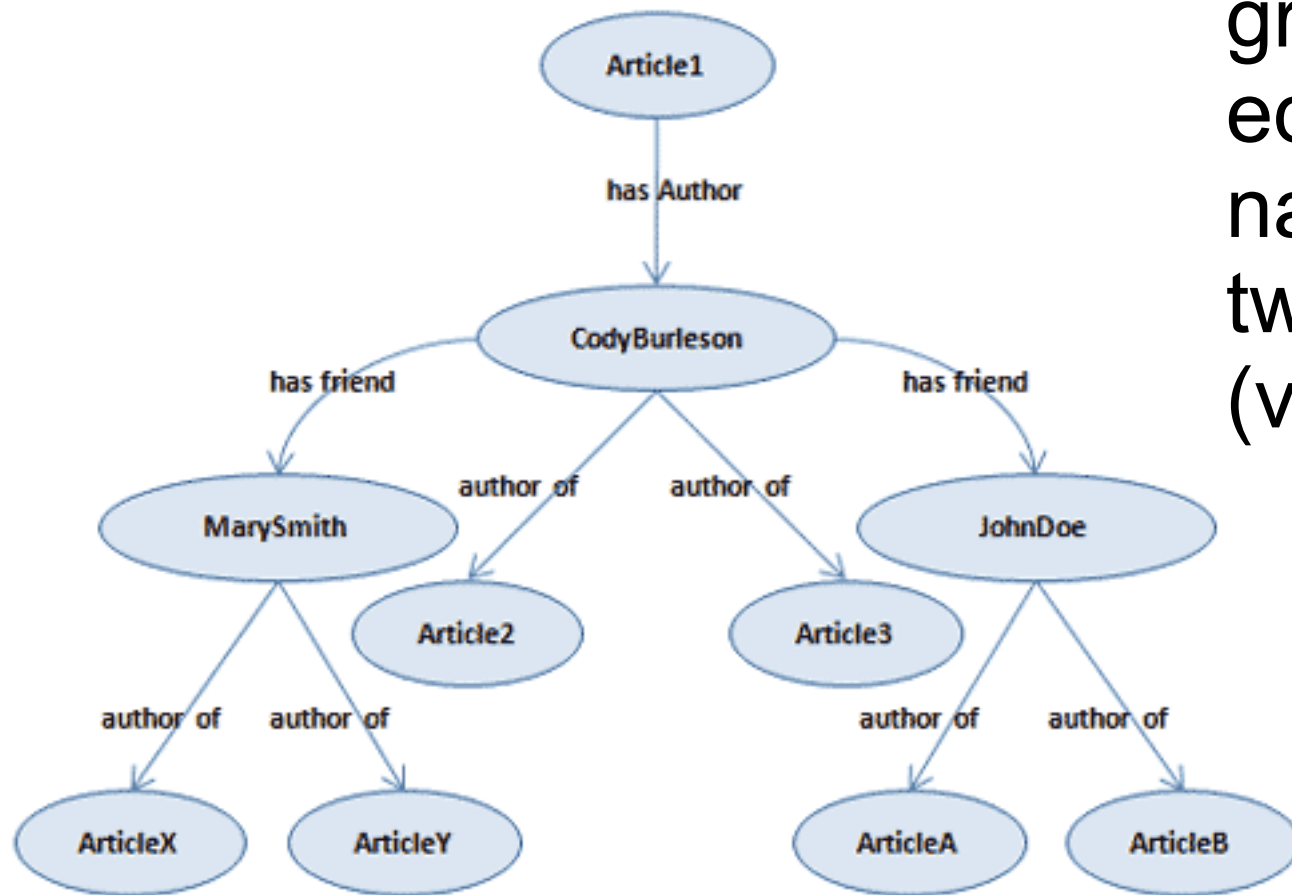 Article1
has Author
CodyBurleson
has friend
has friend
author of
author of
MarySmith
JohnDoe
Article2
Article3
author of
author of
author of
author of
ArticleX
ArticleY
ArticleA
ArticleB